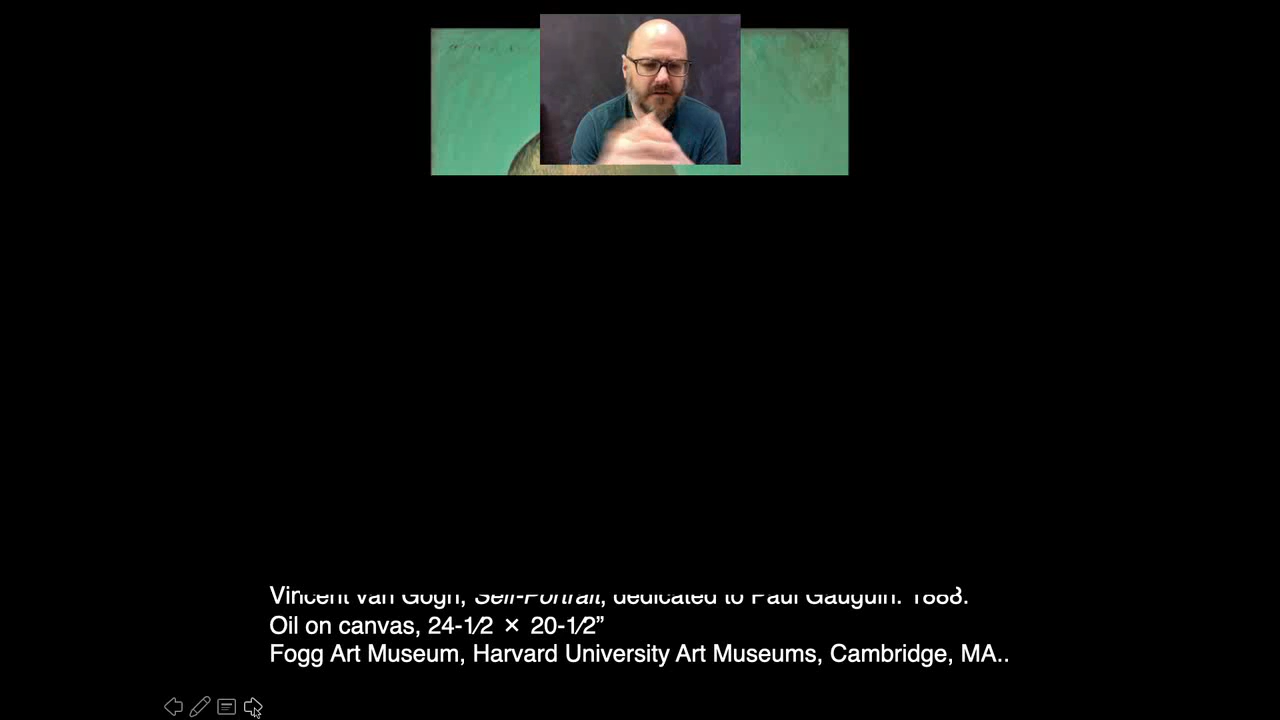 Vincent van Gogh, Self-Portrait, dedicated to Paul Gauguin. 1888.
Oil on canvas, 24-1/2 × 20-1/2”
Fogg Art Museum, Harvard University Art Museums, Cambridge, MA..